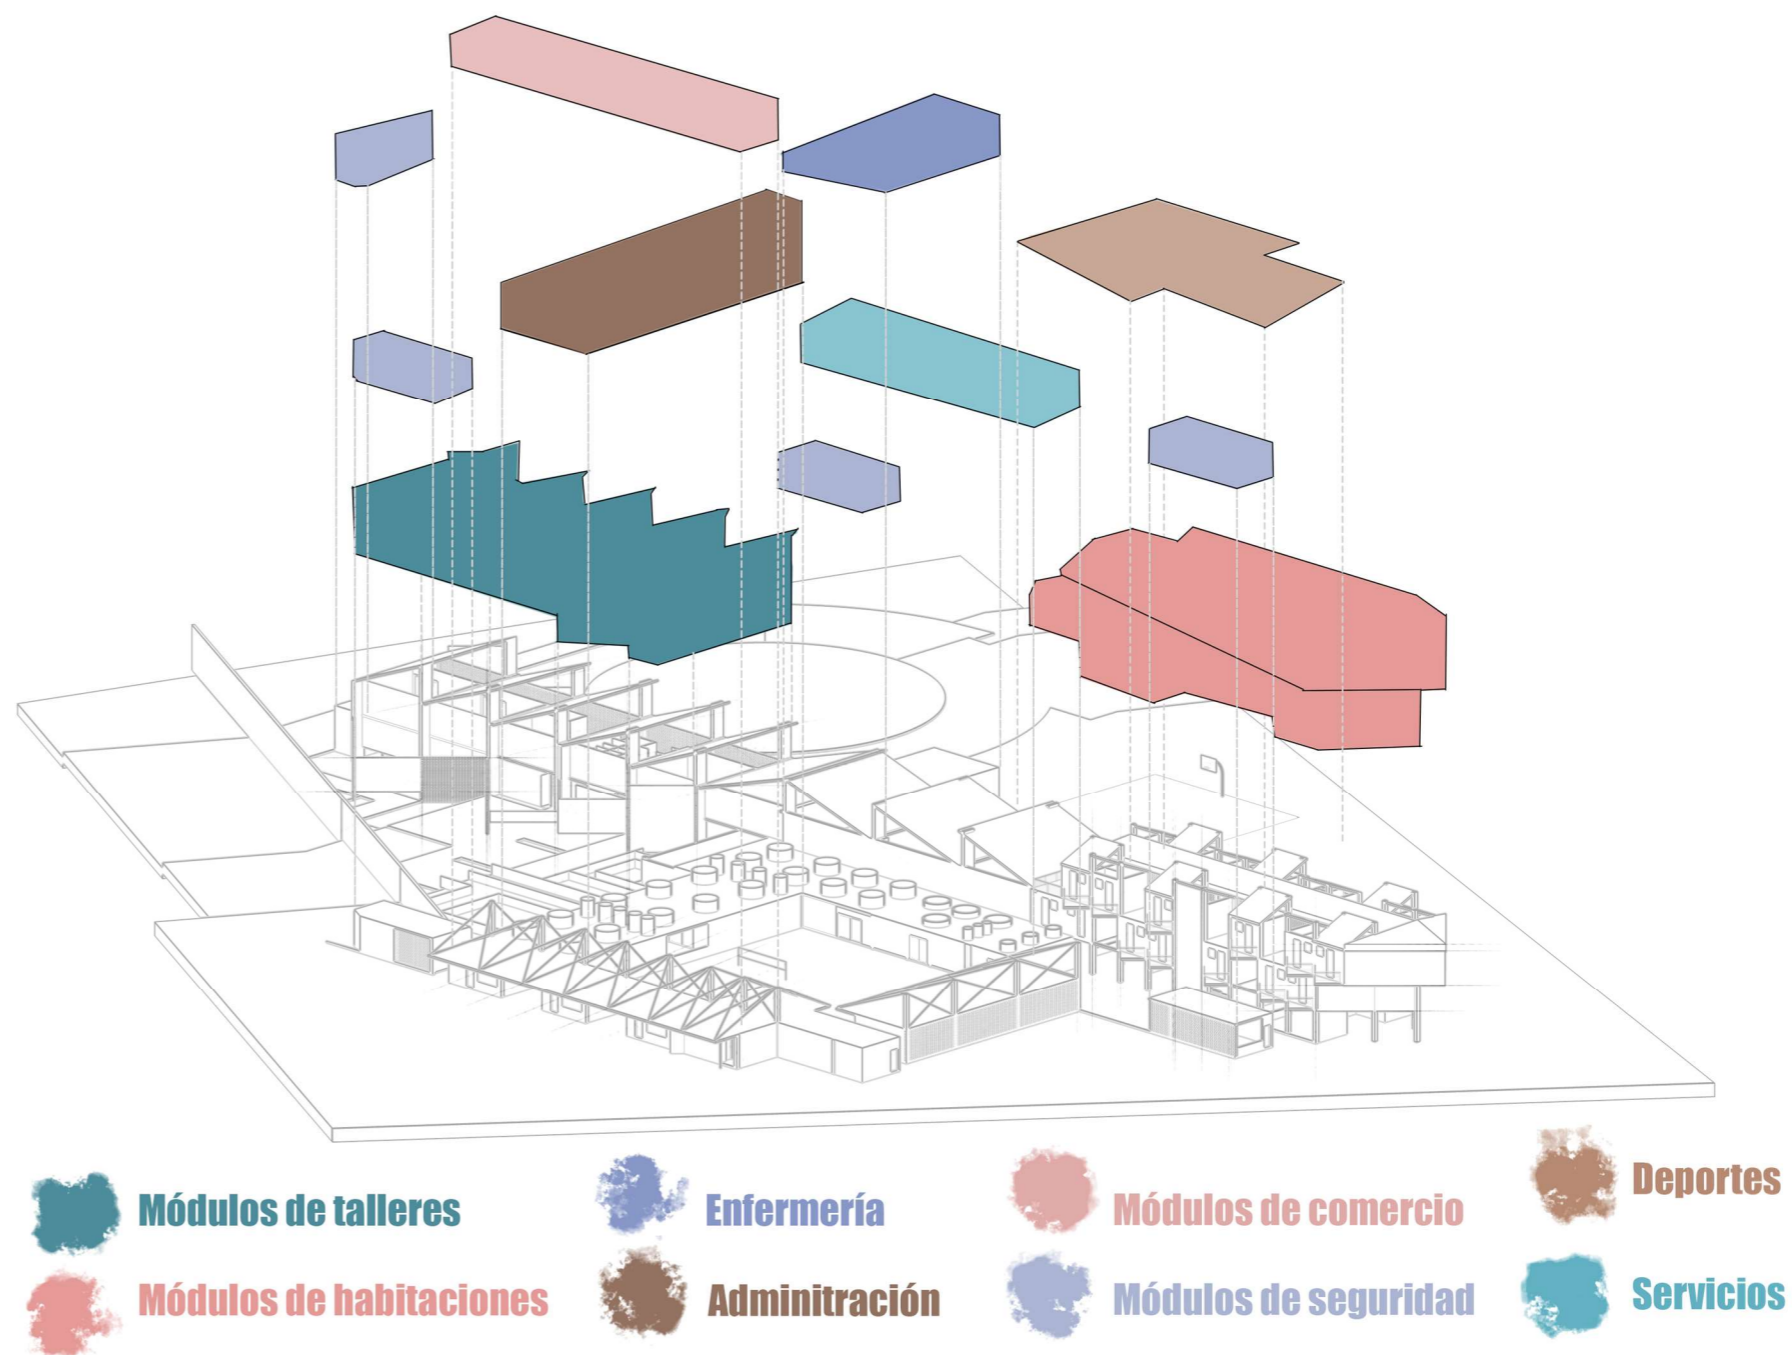 Módulos de talleres
Enfermería
Módulos de comercio
Deportes
Módulos de habitaciones
Adminitración
Módulos de seguridad
Servicios